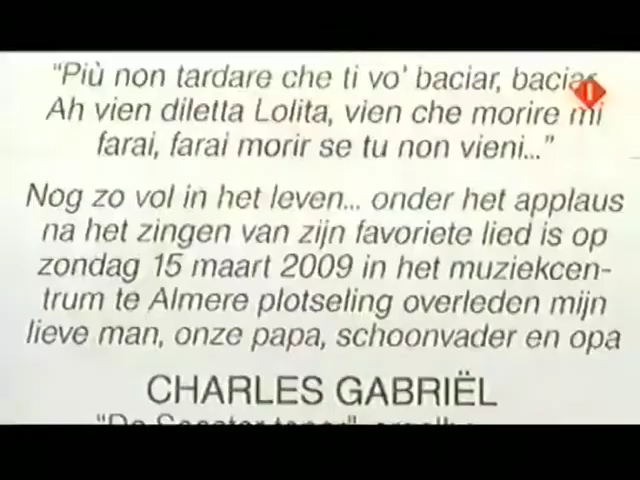 "Più non tardare che ti vo' baciar, baciar
Ah vien diletta Lolita, vien che morire mi
farai, farai morir se tu non vieni..."
Nog zo vol in het leven... onder het applaus
na het zingen van zijn favoriete lied is op
zondag 15 maart 2009 in het muziekcen-
trum te Almere plotseling overleden mijn
lieve man, onze papa, schoonvader en opa
CHARLES GABRIËL